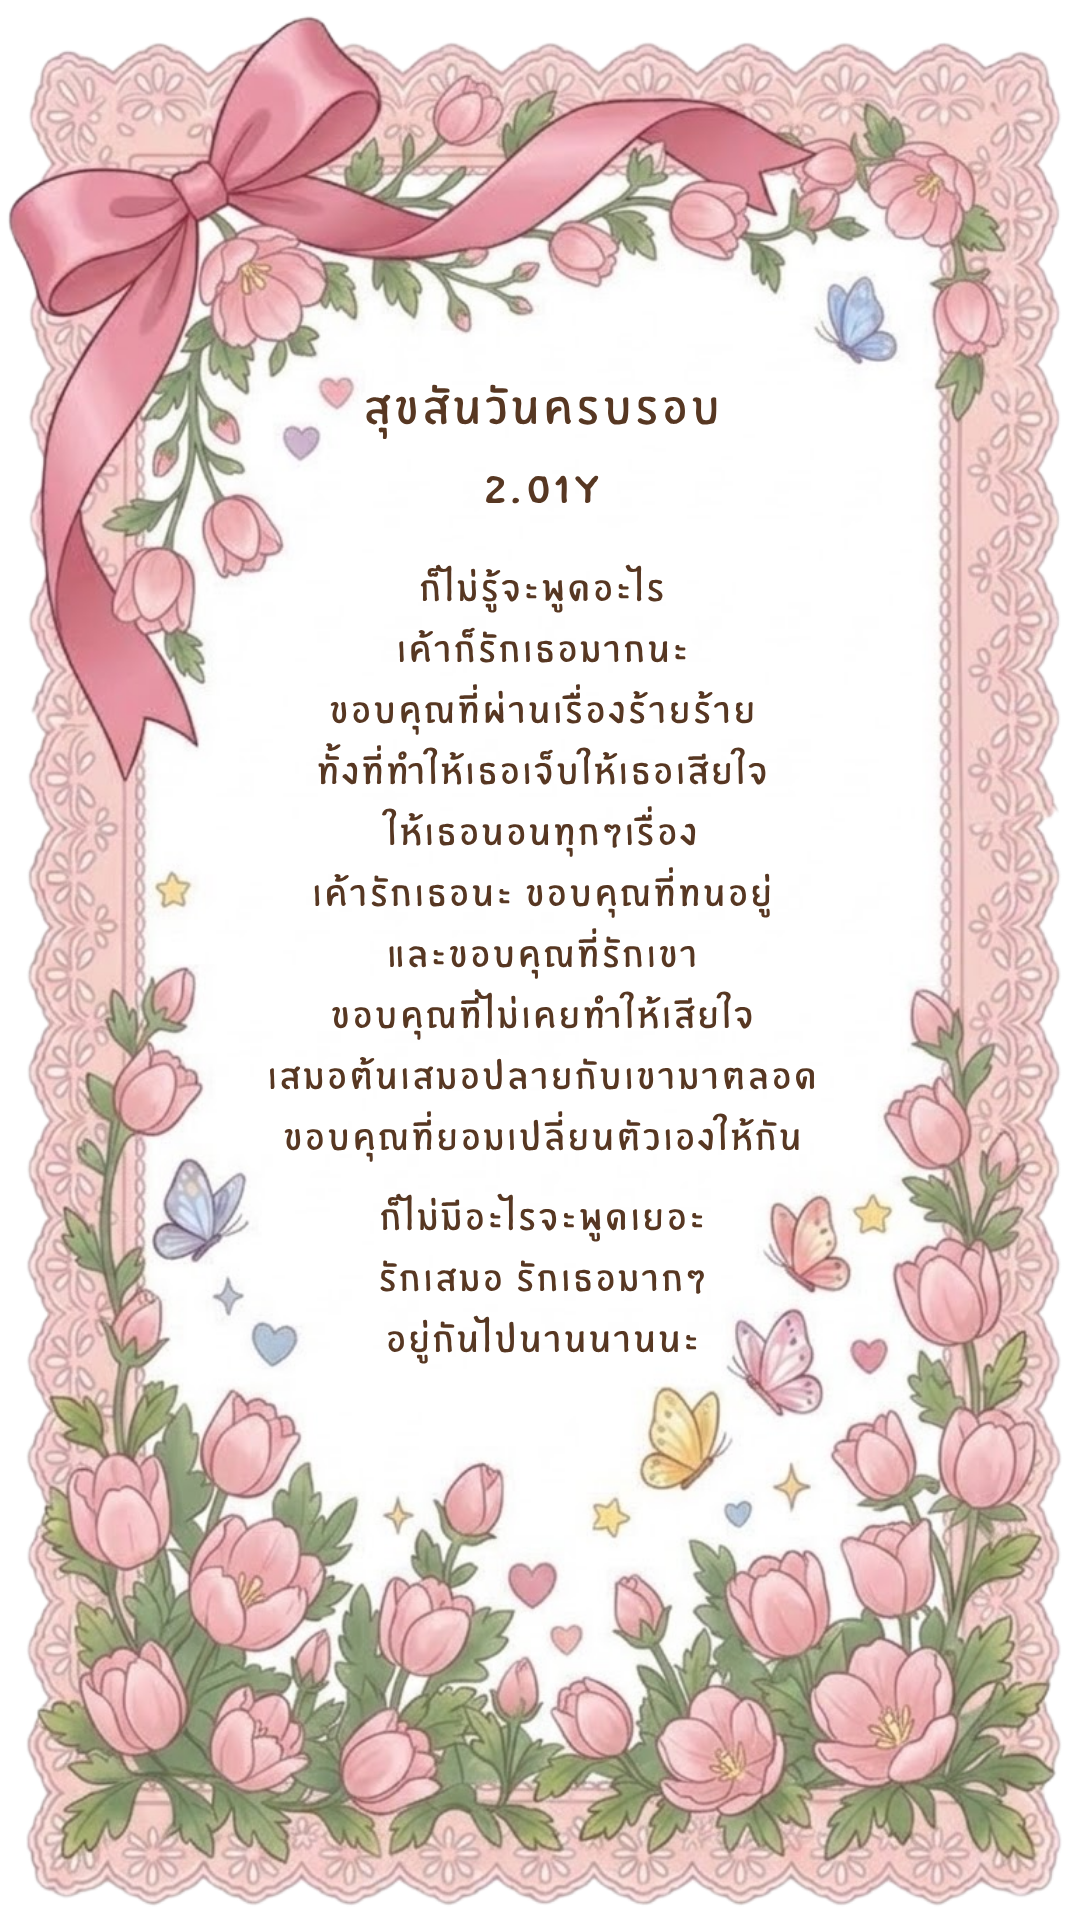 สุขสันวันครบรอบ
2.01Y
ก็ไม่รู้จะพูดอะไร
เค้าก็รักเธอมากนะ
ขอบคุณที่ผ่านเรื่องร้ายร้าย
ทั้งที่ทำให้เธอเจ็บให้เธอเสียใจ
ให้เธอนอนทุกๆเรื่อง
เค้ารักเธอนะ ขอบคุณที่ทนอยู่
และขอบคุณที่รักเขา
ขอบคุณที่ไม่เคยทำให้เสียใจ
เสมอต้นเสมอปลายกับเขามาตลอด
ขอบคุณที่ยอมเปลี่ยนตัวเองให้กัน
ก็ไม่มีอะไรจะพูดเยอะ
รักเสมอ รักเธอมากๆ
อยู่กันไปนานนานนะ